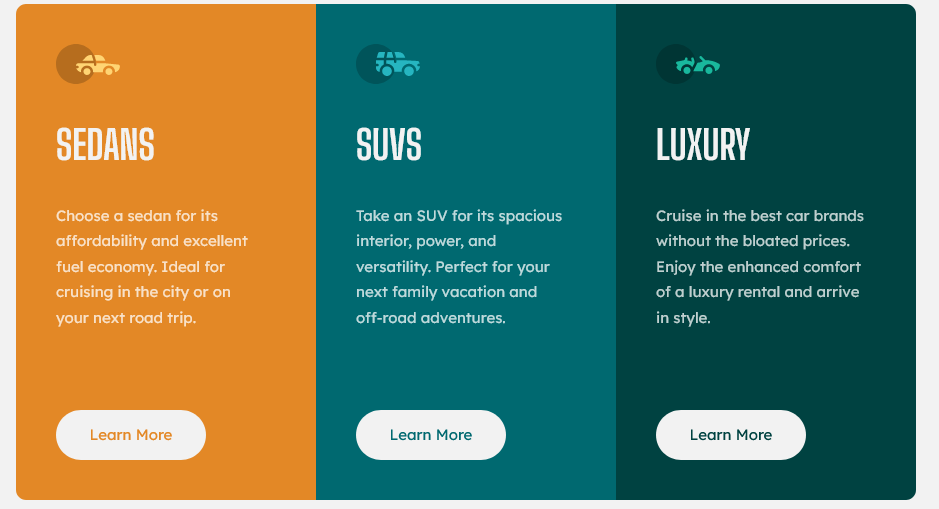 SEDANS
Choose a sedan for its
affordability and excellent
fuel economy. Ideal for
cruising in the city or on
your next road trip.
Learn More
SUVS
Take an SUV for its spacious
interior, power, and
versatility. Perfect for your
next family vacation and
off-road adventures.
Learn More
LUXURY
Cruise in the best car brands
without the bloated prices.
Enjoy the enhanced comfort
of a luxury rental and arrive
in style.
Learn More